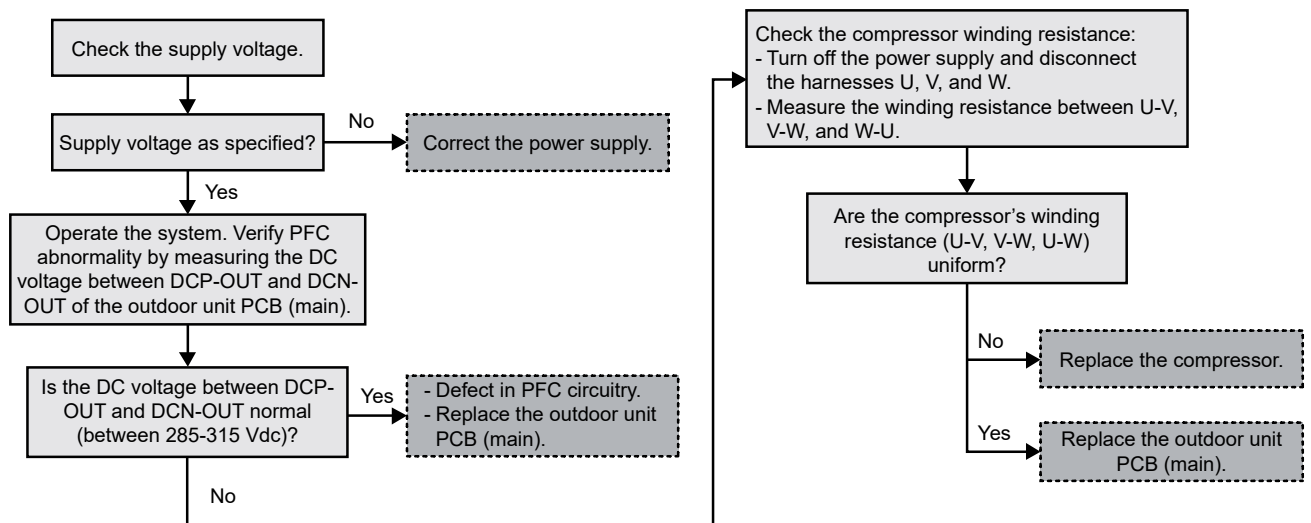 Check the supply voltage.
Supply voltage as specified?
No
Correct the power supply.
Yes
Operate the system. Verify PFC
abnormality by measuring the DC
voltage between DCP-OUT and DCN-
OUT of the outdoor unit PCB (main).
Is the DC voltage between DCP-
OUT and DCN-OUT normal
(between 285-315 Vdc)?
Yes
- Defect in PFC circuitry.
- Replace the outdoor unit
PCB (main).
No
Check the compressor winding resistance:
- Turn off the power supply and disconnect
the harnesses U, V, and W.
- Measure the winding resistance between U-V,
V-W, and W-U.
Are the compressor's winding
resistance (U-V, V-W, U-W)
uniform?
No
Replace the compressor.
Yes
Replace the outdoor unit
PCB (main).